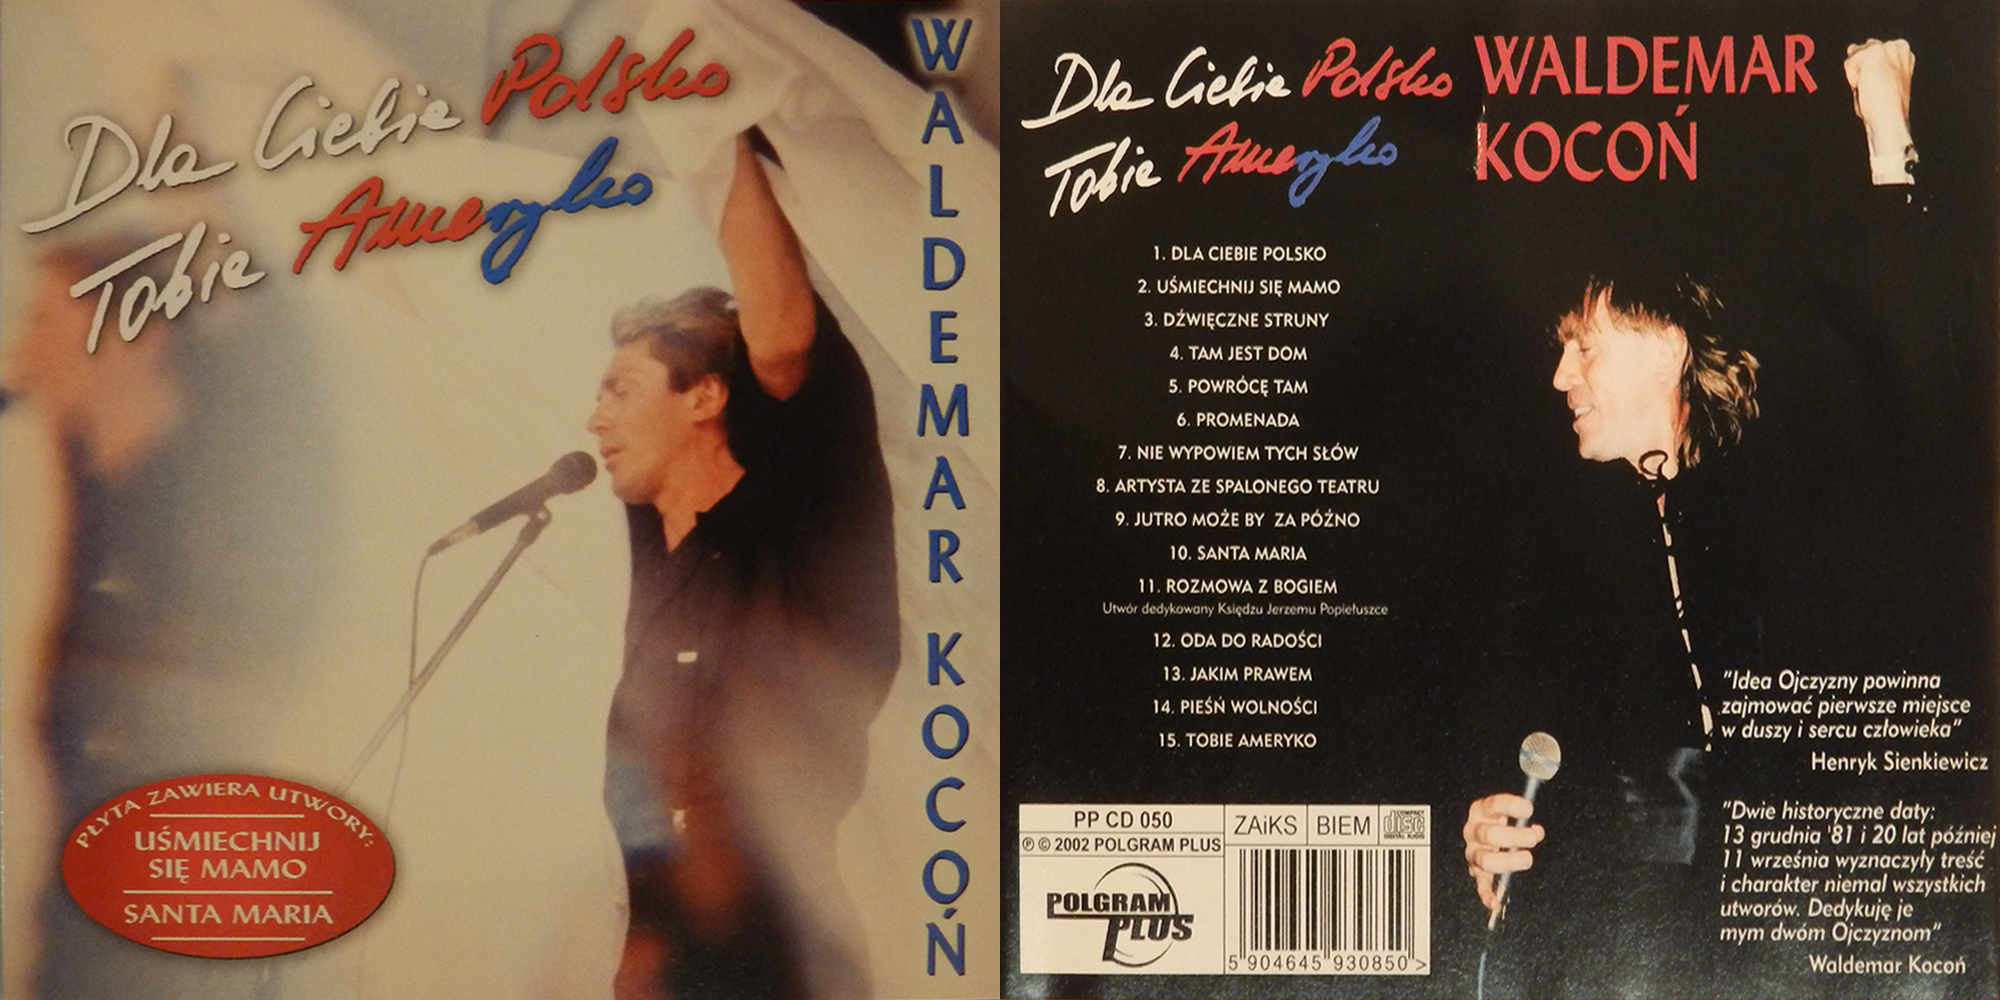 Dla Ciebie Polsko
Tobie Ameryko
WALDEMAR KOCOŃ
PŁYTA ZAWIERA UTWORY:
UŚMIECHNIJ
SIĘ MAMO
SANTA MARIA
Dla Ciebie Polsko
Tobie Ameryko
WALDEMAR
KOCOŃ
1. DLA CIEBIE POLSKO
2. UŚMIECHNIJ SIĘ MAMO
3. DŹWIĘCZNE STRUNY
4. TAM JEST DOM
5. POWRÓCĘ TAM
6. PROMENADA
7. NIE WYPOWIEM TYCH SŁÓW
8. ARTYSTA ZE SPALONEGO TEATRU
9. JUTRO MOŻE BY ZA PÓŹNO
10. SANTA MARIA
11. ROZMOWA Z BOGIEM
Utwór dedykowany Księdzu Jerzemu Popiełuszce
12. ODA DO RADOŚCI
13. JAKIM PRAWEM
14. PIEŚŃ WOLNOŚCI
15. TOBIE AMERYKO
"Idea Ojczyzny powinna
zajmować pierwsze miejsce
w duszy i sercu człowieka"
Henryk Sienkiewicz
"Dwie historyczne daty:
13 grudnia '81 i 20 lat później
11 września wyznaczyły treść
i charakter niemal wszystkich
utworów. Dedykuję je
mym dwóm Ojczyznom"
Waldemar Kocoń
PP CD 050
℗ © 2002 POLGRAM PLUS
POLGRAM
PLUS
ZAiKS BIEM COMPACT disc DIGITAL AUDIO
5 904645 930850 >